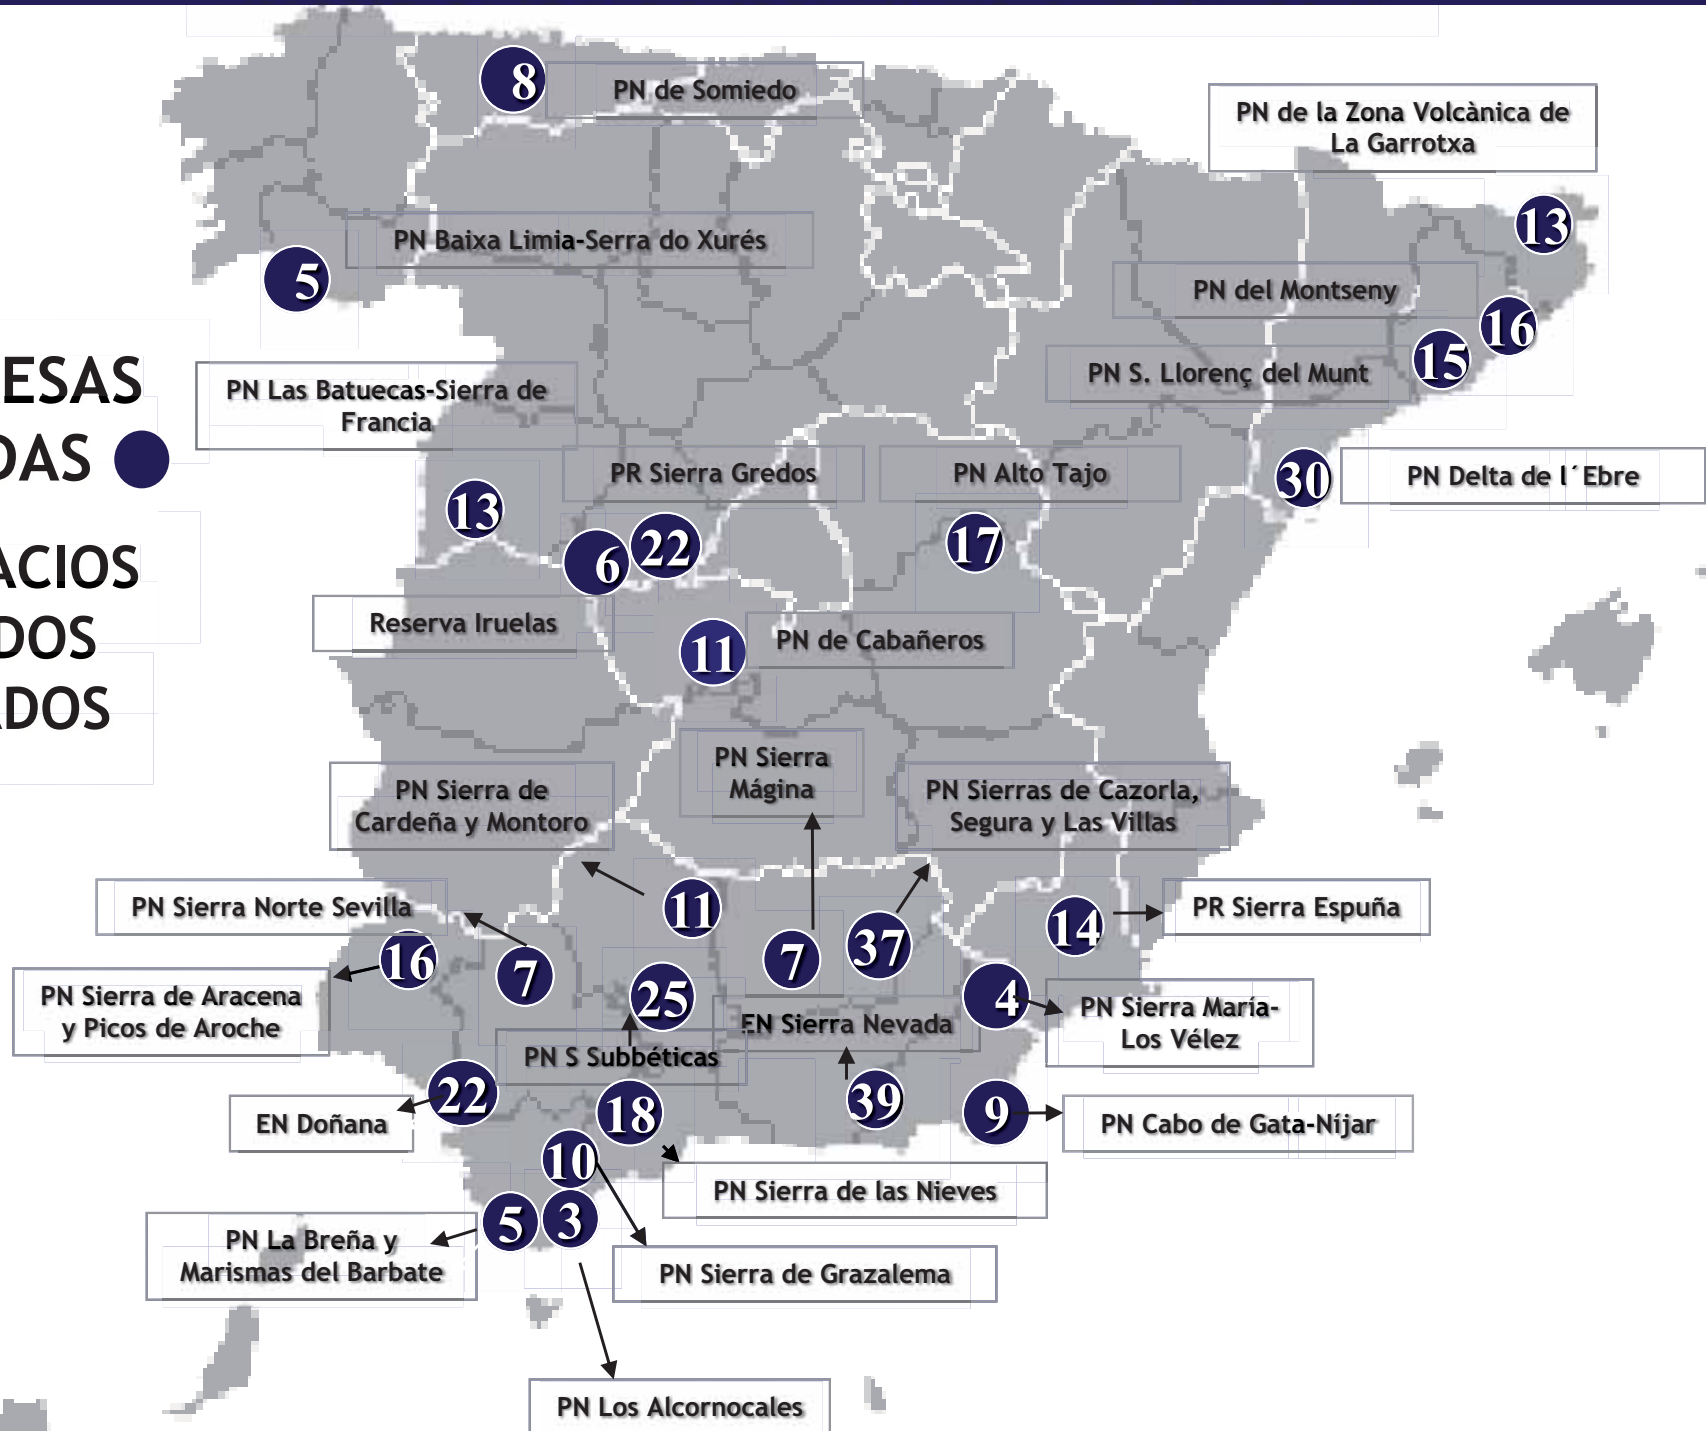 8
PN de Somiedo
PN de la Zona Volcànica de
La Garrotxa
13
PN Baixa Limia-Serra do Xurés
5
PN del Montseny
16
PN S. Llorenç del Munt
15
ESAS
DAS
PN Las Batuecas-Sierra de
Francia
13
PR Sierra Gredos
22
6
PN Alto Tajo
17
30
PN Delta de l´Ebre
ACIOS
DOS
ADOS
Reserva Iruelas
11
PN de Cabañeros
PN Sierra
Mágina
PN Sierra de
Cardeña y Montoro
PN Sierras de Cazorla,
Segura y Las Villas
PN Sierra Norte Sevilla
11
14
PR Sierra Espuña
16
7
7
37
PN Sierra de Aracena
y Picos de Aroche
25
4
PN Sierra María-
Los Vélez
EN Sierra Nevada
PN S Subbéticas
22
EN Doñana
18
39
9
PN Cabo de Gata-Níjar
10
PN Sierra de las Nieves
5
3
PN La Breña y
Marismas del Barbate
PN Sierra de Grazalema
PN Los Alcornocales